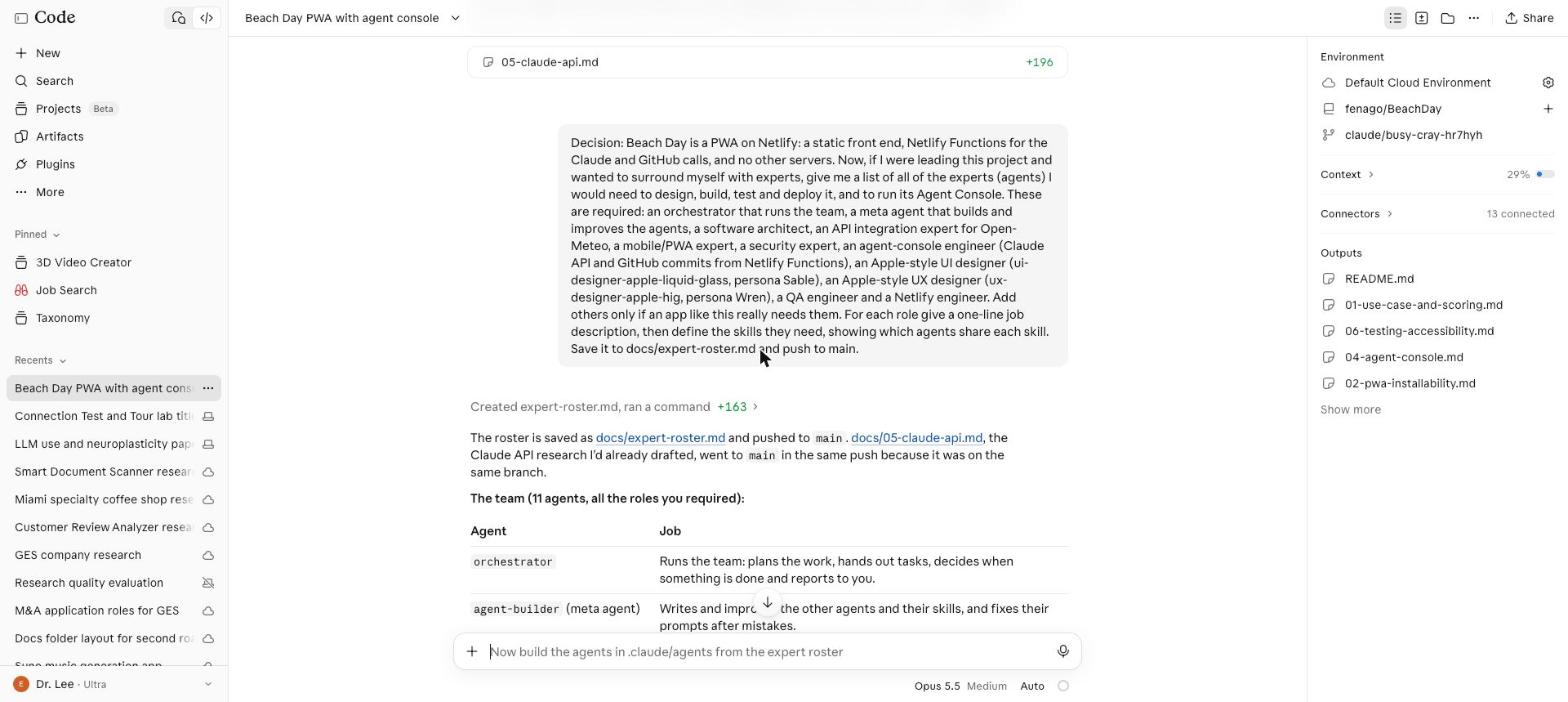 Code
New
Search
Projects Beta
Artifacts
Plugins
More
Pinned
3D Video Creator
Job Search
Taxonomy
Recents
Beach Day PWA with agent cons
Connection Test and Tour lab titl
LLM use and neuroplasticity pap
Smart Document Scanner resear
Miami specialty coffee shop rese
Customer Review Analyzer resea
GES company research
Research quality evaluation
M&A application roles for GES
Docs folder layout for second ro
Suno music generation app
Dr. Lee · Ultra
Beach Day PWA with agent console
Share
05-claude-api.md +196
Decision: Beach Day is a PWA on Netlify: a static front end, Netlify Functions for the
Claude and GitHub calls, and no other servers. Now, if I were leading this project and
wanted to surround myself with experts, give me a list of all of the experts (agents) I
would need to design, build, test and deploy it, and to run its Agent Console. These
are required: an orchestrator that runs the team, a meta agent that builds and
improves the agents, a software architect, an API integration expert for Open-
Meteo, a mobile/PWA expert, a security expert, an agent-console engineer (Claude
API and GitHub commits from Netlify Functions), an Apple-style UI designer (ui-
designer-apple-liquid-glass, persona Sable), an Apple-style UX designer (ux-
designer-apple-hig, persona Wren), a QA engineer and a Netlify engineer. Add
others only if an app like this really needs them. For each role give a one-line job
description, then define the skills they need, showing which agents share each skill.
Save it to docs/expert-roster.md and push to main.
Created expert-roster.md, ran a command +163
The roster is saved as docs/expert-roster.md and pushed to main. docs/05-claude-api.md, the
Claude API research I'd already drafted, went to main in the same push because it was on the
same branch.
The team (11 agents, all the roles you required):
Agent Job
orchestrator Runs the team: plans the work, hands out tasks, decides when
something is done and reports to you.
agent-builder (meta agent) Writes and impro the other agents and their skills, and fixes their
prompts after mistakes.
Now build the agents in .claude/agents from the expert roster
Opus 5.5 Medium Auto
Environment
Default Cloud Environment
fenago/BeachDay
claude/busy-cray-hr7hyh
Context 29%
Connectors 13 connected
Outputs
README.md
01-use-case-and-scoring.md
06-testing-accessibility.md
04-agent-console.md
02-pwa-installability.md
Show more